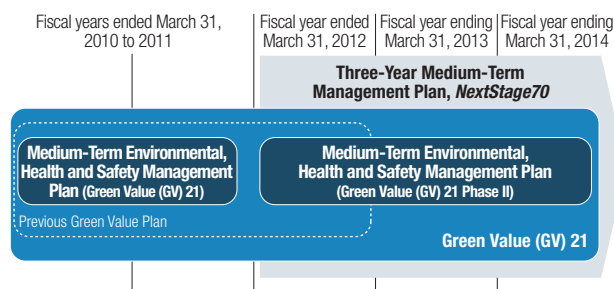 Fiscal years ended March 31,
2010 to 2011
Fiscal year ended
March 31, 2012
Fiscal year ending
March 31, 2013
Fiscal year ending
March 31, 2014
Three-Year Medium-Term
Management Plan, NextStage70
Medium-Term Environmental,
Health and Safety Management
Plan (Green Value (GV) 21)
Medium-Term Environmental,
Health and Safety Management Plan
(Green Value (GV) 21 Phase II)
Previous Green Value Plan
Green Value (GV) 21